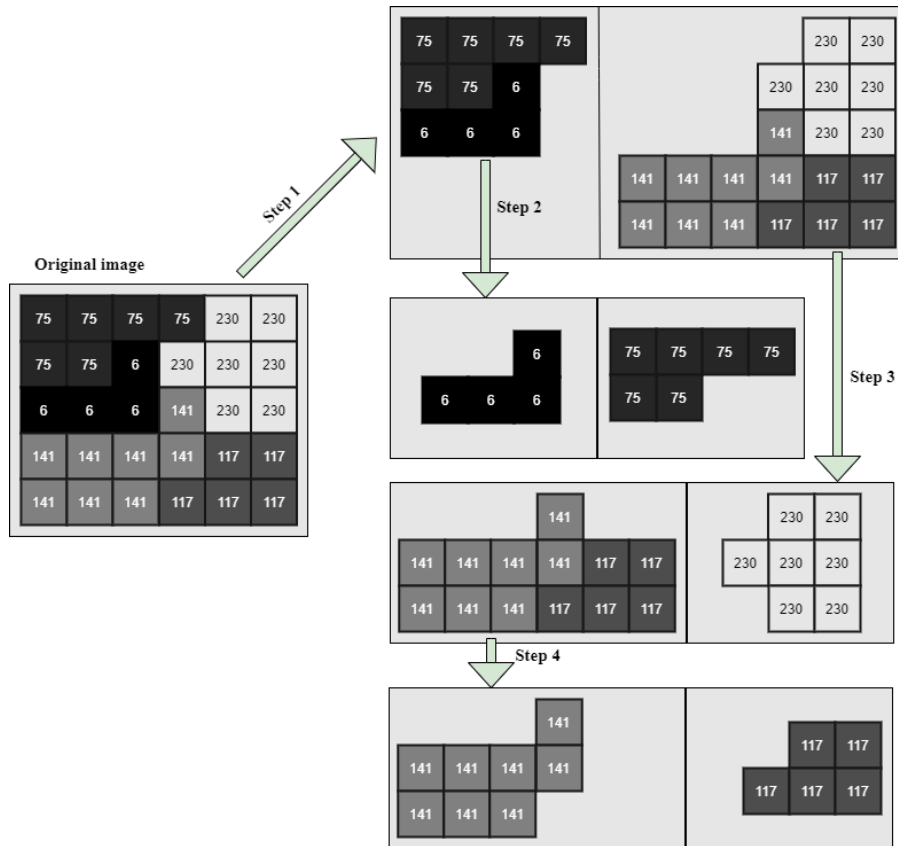 75 75 75 75 230 230
75 75 6 230 230 230
6 6 6 141 230 230
141 141 141 141 117 117
141 141 141 117 117 117
Step 1
Step 2
Original image
75 75 75 75 230 230
75 75 6 230 230 230
6 6 6 141 230 230
141 141 141 141 117 117
141 141 141 117 117 117
6
6 6 6
75 75 75 75
75 75
Step 3
141
141 141 141 141 117 117
141 141 141 117 117 117
230 230
230 230 230
230 230
Step 4
141
141 141 141 141
141 141 141
117 117
117 117 117